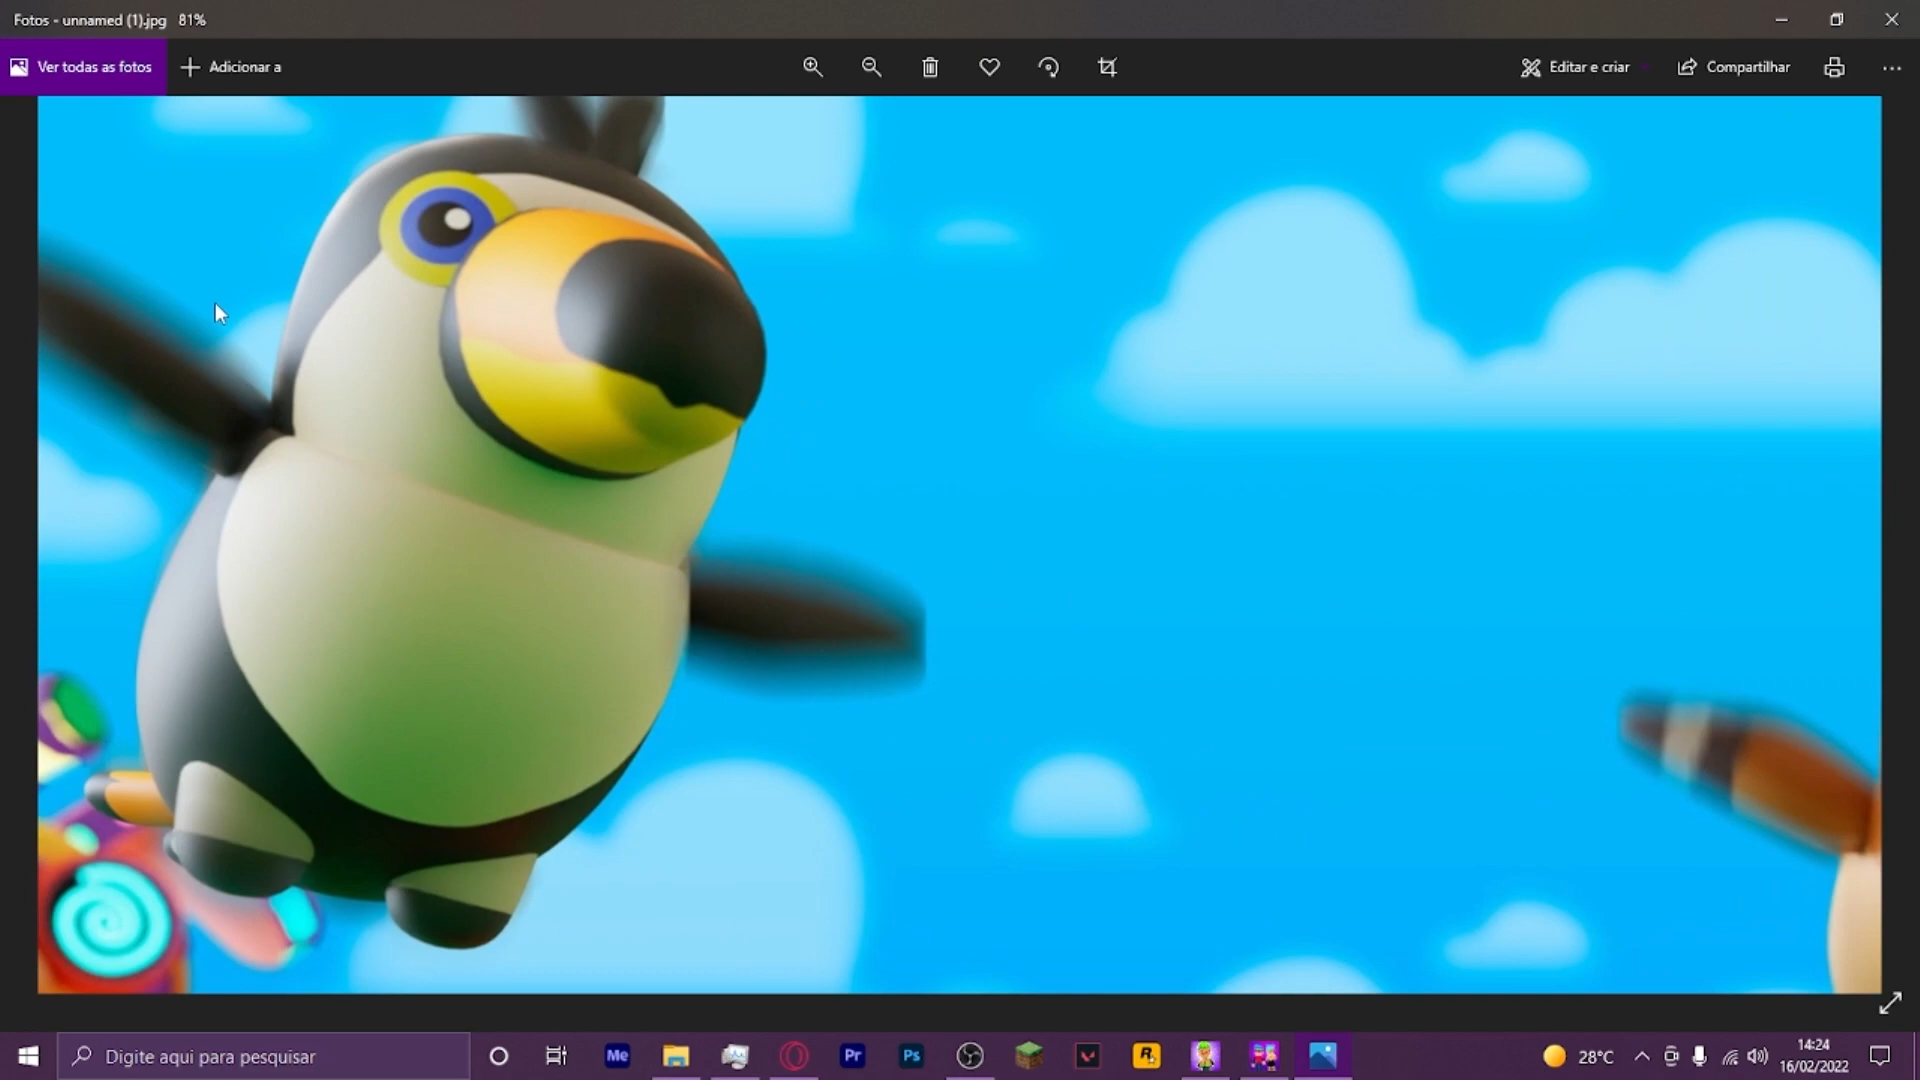 Fotos - unnamed (1).jpg 81%
Ver todas as fotos
Adicionar a
Editar e criar
Compartilhar
Digite aqui para pesquisar
Me
Pr
Ps
R
28°C
14:24
16/02/2022